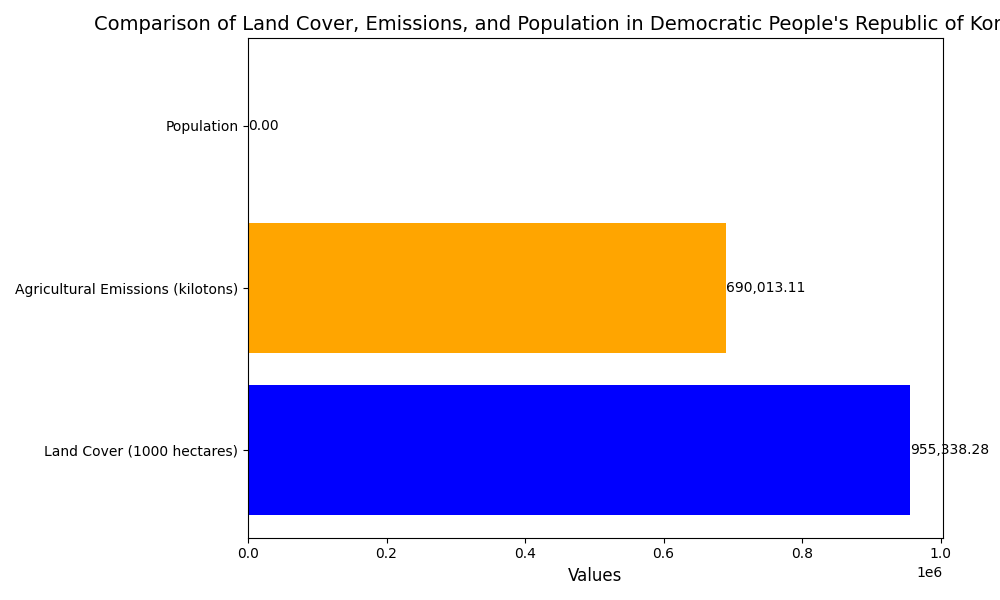 Comparison of Land Cover, Emissions, and Population in Democratic People's Republic of Kor
Population
0.00
Agricultural Emissions (kilotons)
690,013.11
Land Cover (1000 hectares)
955,338.28
0.0 0.2 0.4 0.6 0.8 1.0
1e6
Values